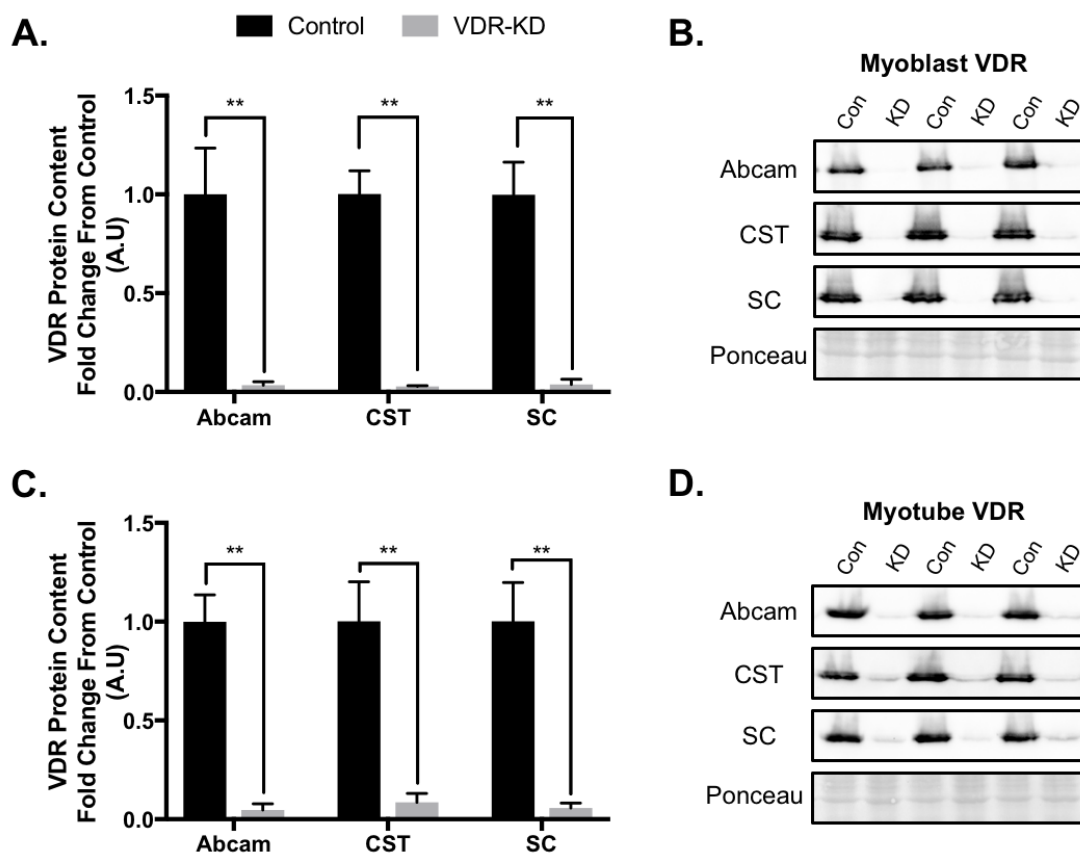 A.
Control VDR-KD
VDR Protein Content
Fold Change From Control
(A.U)
1.5
1.0
0.5
0.0
** ** **
Abcam CST SC
B.
Myoblast VDR
Con KD Con KD Con KD
Abcam
CST
SC
Ponceau
C.
VDR Protein Content
Fold Change From Control
(A.U)
1.5
1.0
0.5
0.0
** ** **
Abcam CST SC
D.
Myotube VDR
Con KD Con KD Con KD
Abcam
CST
SC
Ponceau